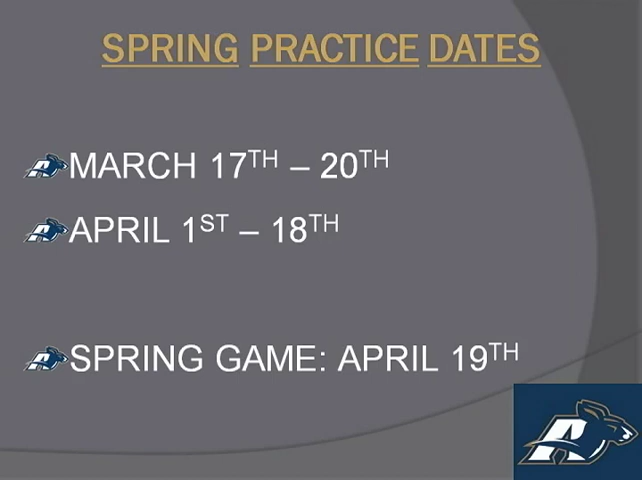 SPRING PRACTICE DATES
MARCH 17TH – 20TH
APRIL 1ST – 18TH
SPRING GAME: APRIL 19TH
A